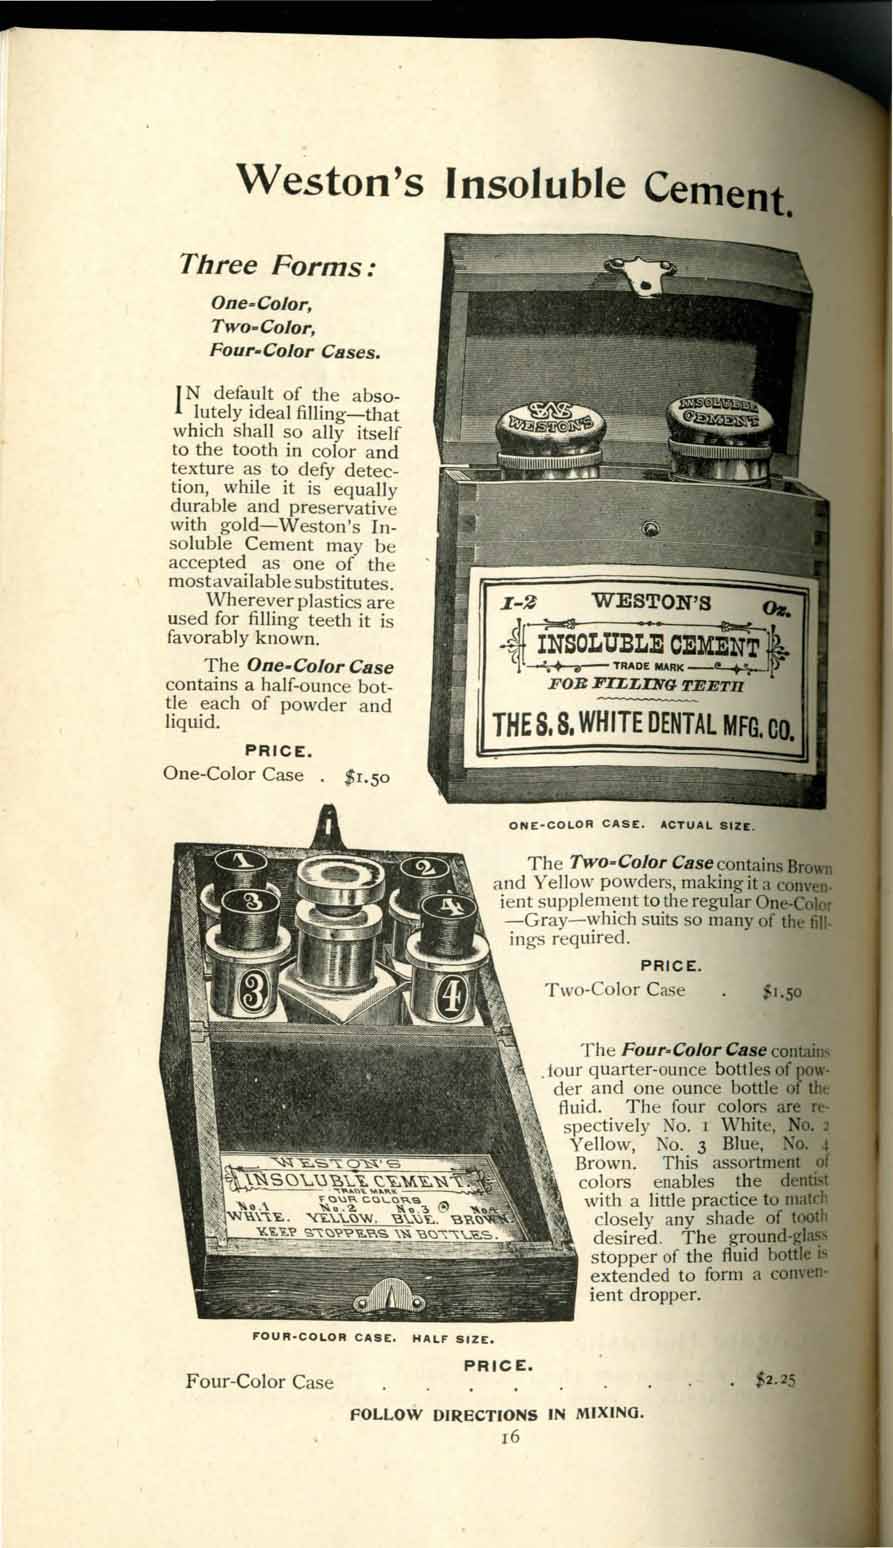 Weston's Insoluble Cement.
Three Forms:
One-Color,
Two-Color,
Four-Color Cases.
IN default of the abso-
lutely ideal filling—that
which shall so ally itself
to the tooth in color and
texture as to defy detec-
tion, while it is equally
durable and preservative
with gold—Weston's In-
soluble Cement may be
accepted as one of the
most available substitutes.
Wherever plastics are
used for filling teeth it is
favorably known.
The One-Color Case
contains a half-ounce bot-
tle each of powder and
liquid.
PRICE.
One-Color Case . $1.50
WESTON'S
INSOLUBLE
CEMENT
1-2 WESTON'S Oz.
INSOLUBLE CEMENT
TRADE MARK
FOR FILLING TEETH
THE S. S. WHITE DENTAL MFG. CO.
ONE-COLOR CASE. ACTUAL SIZE.
The Two-Color Case contains Brown
and Yellow powders, making it a conven-
ient supplement to the regular One-Color
—Gray—which suits so many of the fill-
ings required.
PRICE.
Two-Color Case . $1.50
1
2
3
4
3
4
WESTON'S
INSOLUBLE CEMENT.
TRADE MARK
FOUR COLORS
No.1 No.2 No.3 No.4
WHITE. YELLOW. BLUE. BROWN
KEEP STOPPERS IN BOTTLES.
The Four-Color Case contains
four quarter-ounce bottles of pow-
der and one ounce bottle of the
fluid. The four colors are re-
spectively No. 1 White, No. 2
Yellow, No. 3 Blue, No. 4
Brown. This assortment of
colors enables the dentist
with a little practice to match
closely any shade of tooth
desired. The ground-glass
stopper of the fluid bottle is
extended to form a conven-
ient dropper.
FOUR-COLOR CASE. HALF SIZE.
PRICE.
Four-Color Case . . . . . . . . . $2.25
FOLLOW DIRECTIONS IN MIXING.
16